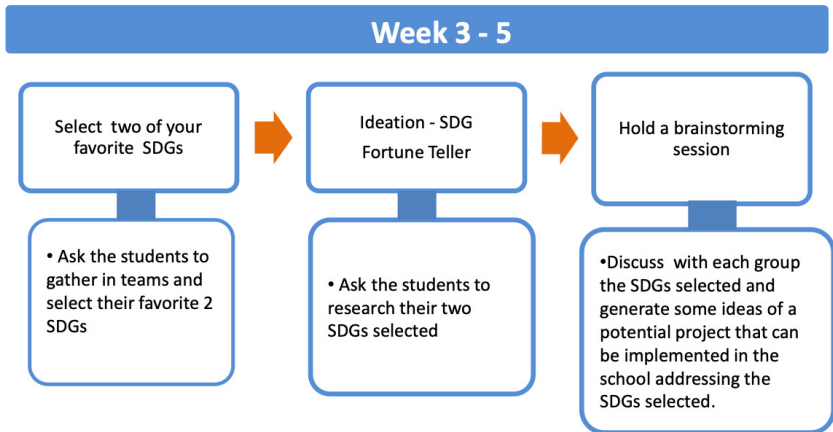 Week 3 - 5
Select two of your
favorite SDGs
• Ask the students to
gather in teams and
select their favorite 2
SDGs
Ideation - SDG
Fortune Teller
• Ask the students to
research their two
SDGs selected
Hold a brainstorming
session
•Discuss with each group
the SDGs selected and
generate some ideas of a
potential project that can
be implemented in the
school addressing the
SDGs selected.